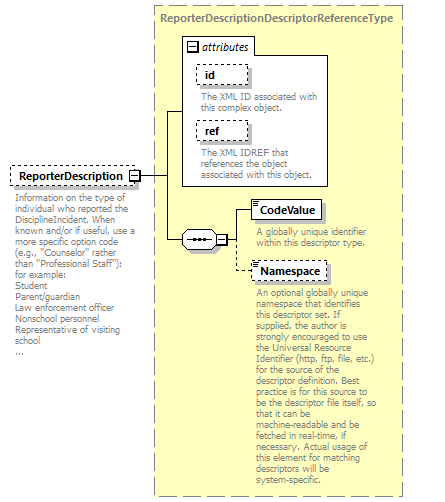 ReporterDescriptionDescriptorReferenceType
attributes
id
The XML ID associated with
this complex object.
ref
The XML IDREF that
references the object
associated with this object.
ReporterDescription
Information on the type of
individual who reported the
DisciplineIncident. When
known and/or if useful, use a
more specific option code
(e.g., "Counselor" rather
than "Professional Staff");
for example:
Student
Parent/guardian
Law enforcement officer
Nonschool personnel
Representative of visiting
school
...
CodeValue
A globally unique identifier
within this descriptor type.
Namespace
An optional globally unique
namespace that identifies
this descriptor set. If
supplied, the author is
strongly encouraged to use
the Universal Resource
Identifier (http, ftp, file, etc.)
for the source of the
descriptor definition. Best
practice is for this source to
be the descriptor file itself, so
that it can be
machine-readable and be
fetched in real-time, if
necessary. Actual usage of
this element for matching
descriptors will be
system-specific.